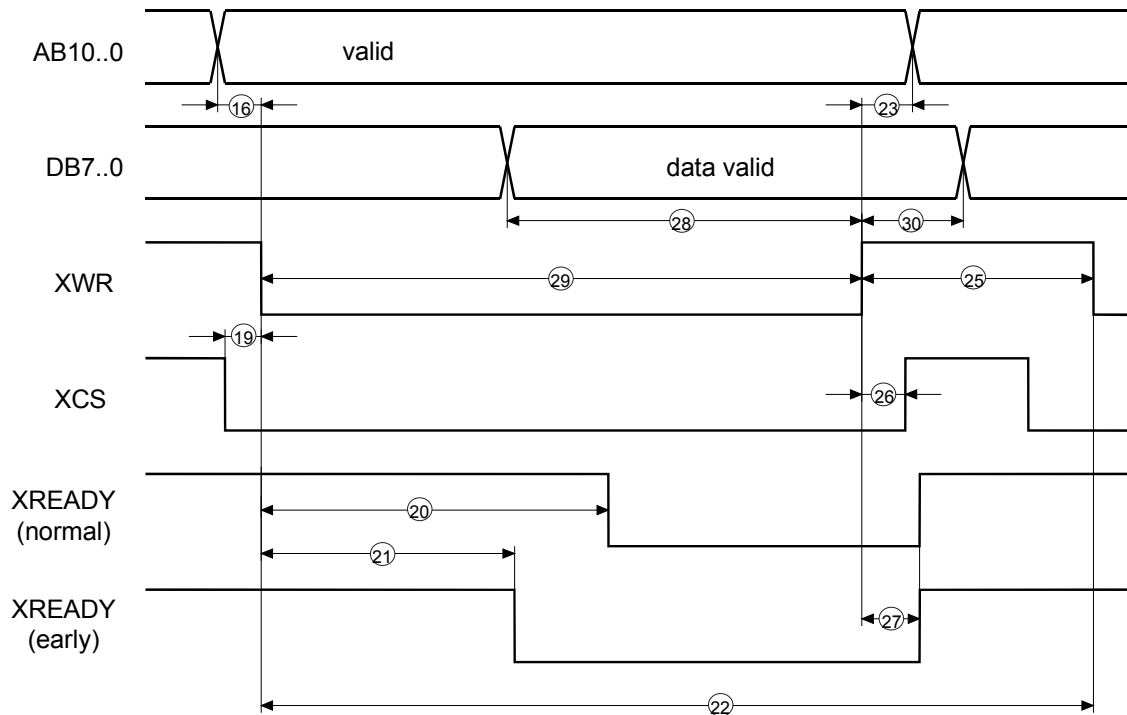 AB10..0
valid
16
23
DB7..0
data valid
28
30
XWR
29
25
19
XCS
26
XREADY
(normal)
20
21
XREADY
(early)
27
22